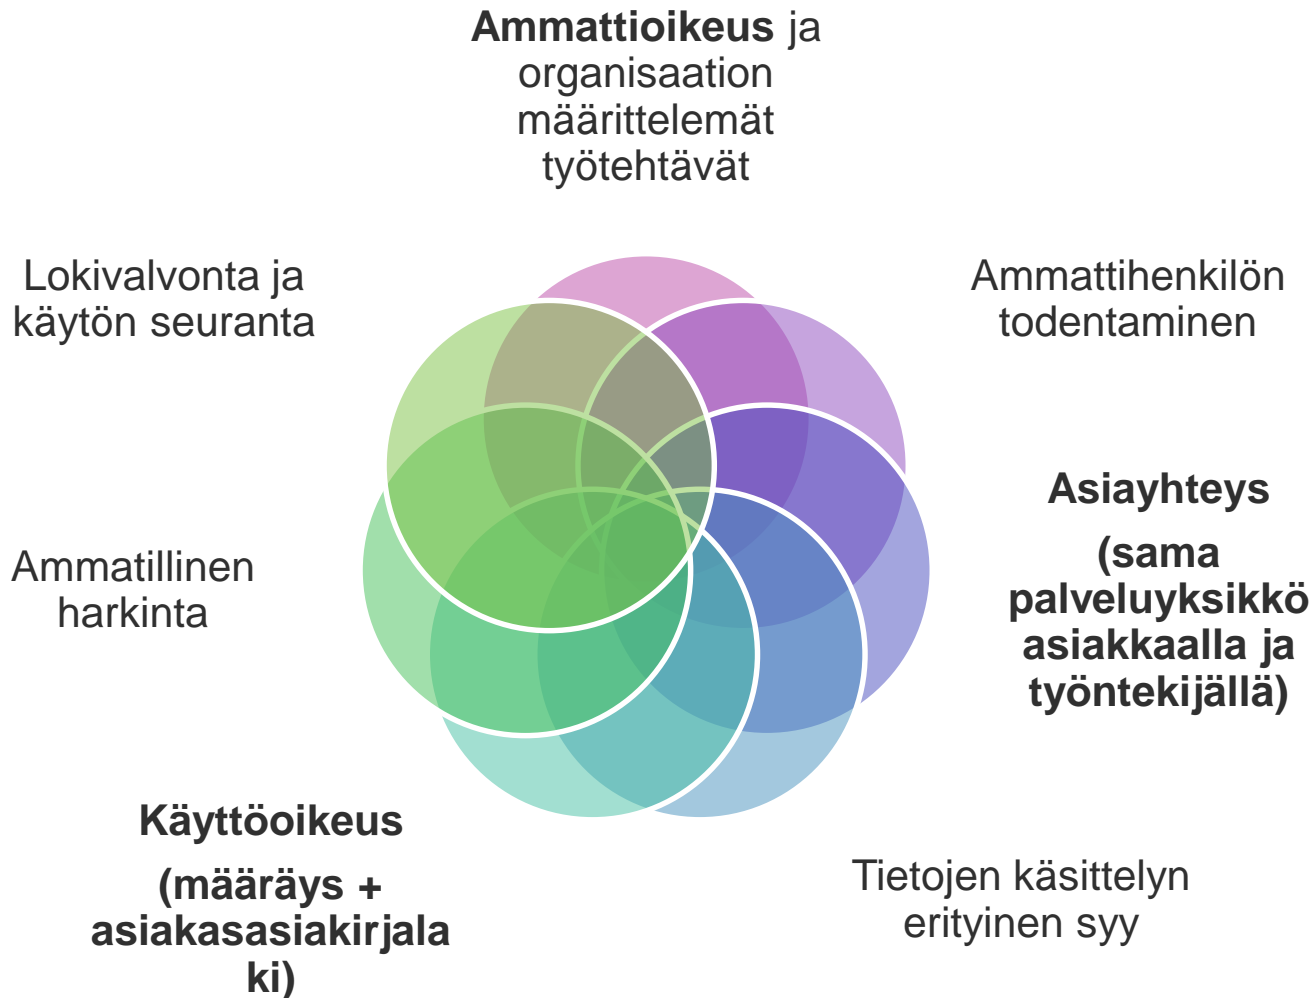 Ammattioikeus ja
organisaation
määrittelemät
työtehtävät
Ammattihenkilön
todentaminen
Asiayhteys
(sama
palveluyksikkö
asiakkaalla ja
työntekijällä)
Tietojen käsittelyn
erityinen syy
Käyttöoikeus
(määräys +
asiakasasiakirjala
ki)
Ammatillinen
harkinta
Lokivalvonta ja
käytön seuranta